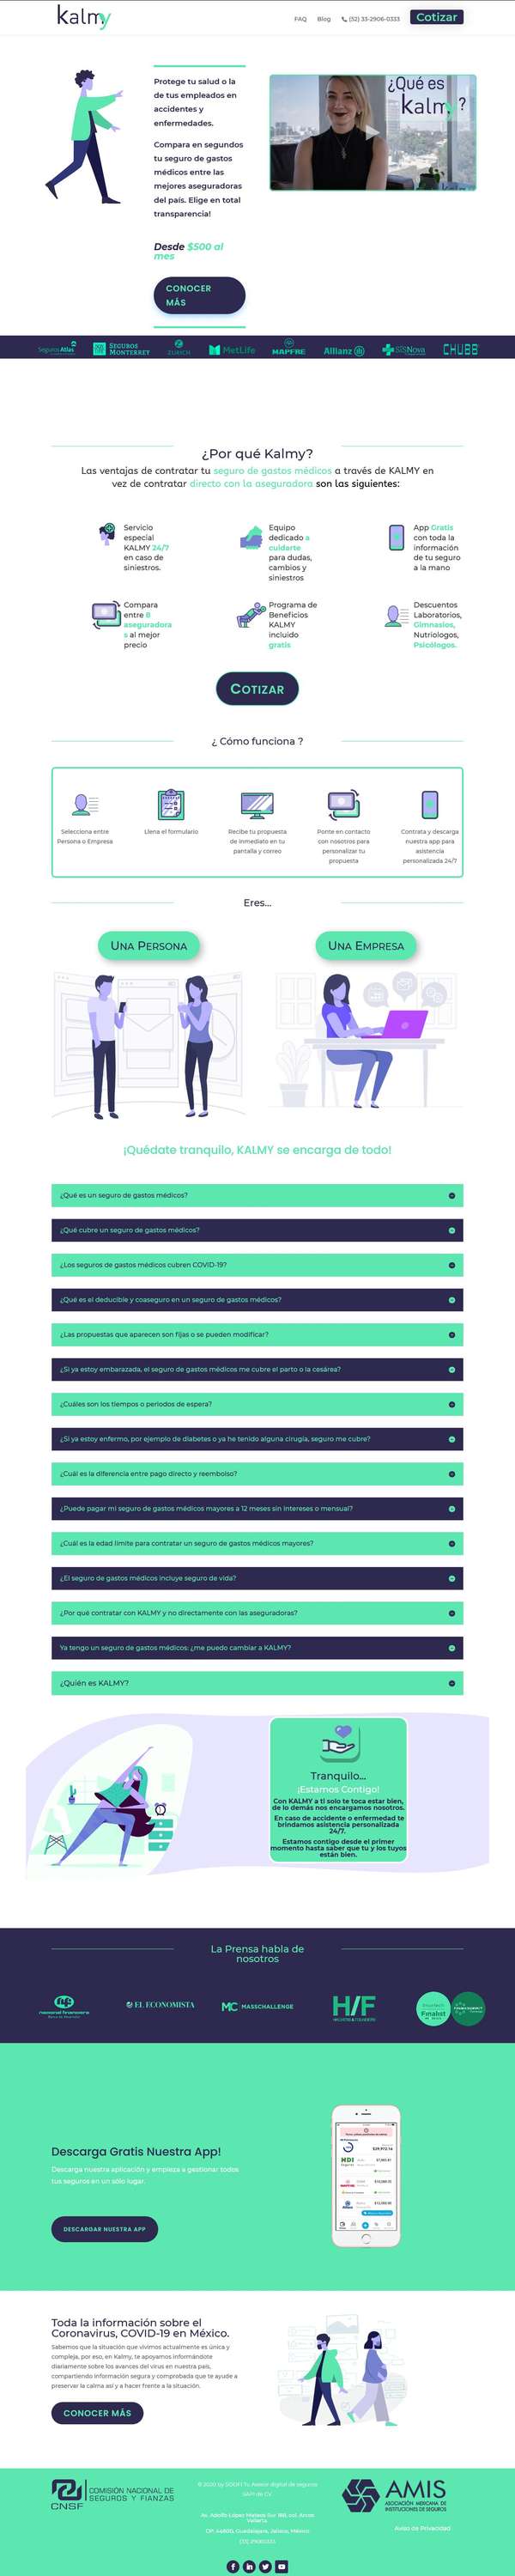 kalmy
FAQ
Blog
(52) 33-2906-0333
Cotizar
Protege tu salud o la
de tus empleados en
accidentes y
enfermedades.
Compara en segundos
tu seguro de gastos
médicos entre las
mejores aseguradoras
del país. Elige en total
transparencia!
Desde $500 al
mes
CONOCER
MÁS
¿Qué es
kalmy?
Seguros Atlas
SEGUROS
MONTERREY
ZURICH
MetLife
MAPFRE
Allianz
SISNova
CHUBB
¿Por qué Kalmy?
Las ventajas de contratar tu seguro de gastos médicos a través de KALMY en
vez de contratar directo con la aseguradora son las siguientes:
Servicio
especial
KALMY 24/7
en caso de
siniestros.
Equipo
dedicado a
cuidarte
para dudas,
cambios y
siniestros
App Gratis
con toda la
información
de tu seguro
a la mano
Compara
entre 8
aseguradora
s al mejor
precio
Programa de
Beneficios
KALMY
incluido
gratis
Descuentos
Laboratorios,
Gimnasios,
Nutriologos,
Psicólogos.
COTIZAR
¿ Cómo funciona ?
Selecciona entre
Persona o Empresa
Llena el formulario
Recibe tu propuesta
de inmediato en tu
pantalla y correo
Ponte en contacto
con nosotros para
personalizar tu
propuesta
Contrata y descarga
nuestra app para
asistencia
personalizada 24/7
Eres...
UNA PERSONA
UNA EMPRESA
¡Quédate tranquilo, KALMY se encarga de todo!
¿Qué es un seguro de gastos médicos?
¿Qué cubre un seguro de gastos médicos?
¿Los seguros de gastos médicos cubren COVID-19?
¿Qué es el deducible y coaseguro en un seguro de gastos médicos?
¿Las propuestas que aparecen son fijas o se pueden modificar?
¿Si ya estoy embarazada, el seguro de gastos médicos me cubre el parto o la cesárea?
¿Cuáles son los tiempos o periodos de espera?
¿Si ya estoy enfermo, por ejemplo de diabetes o ya he tenido alguna cirugía, seguro me cubre?
¿Cuál es la diferencia entre pago directo y reembolso?
¿Puede pagar mi seguro de gastos médicos mayores a 12 meses sin intereses o mensual?
¿Cuál es la edad límite para contratar un seguro de gastos médicos mayores?
¿El seguro de gastos médicos incluye seguro de vida?
¿Por qué contratar con KALMY y no directamente con las aseguradoras?
Ya tengo un seguro de gastos médicos: ¿me puedo cambiar a KALMY?
¿Quién es KALMY?
Tranquilo...
¡Estamos Contigo!
Con KALMY a ti solo te toca estar bien,
de lo demás nos encargamos nosotros.
En caso de accidente o enfermedad te
brindamos asistencia personalizada
24/7.
Estamos contigo desde el primer
momento hasta saber que tu y los tuyos
están bien.
La Prensa habla de
nosotros
nacional financiera
EL ECONOMISTA
MC MASSCHALLENGE
H/F
Finalist
Descarga Gratis Nuestra App!
Descarga nuestra aplicación y empieza a gestionar todos
tus seguros en un sólo lugar.
DESCARGAR NUESTRA APP
HDI
Toda la información sobre el
Coronavirus, COVID-19 en México.
Sabemos que la situación que vivimos actualmente es única y
compleja, por eso, en Kalmy, te apoyamos informándote
diariamente sobre los avances del virus en nuestro país,
compartiendo información segura y comprobada que te ayude a
preservar la calma así y a hacer frente a la situación.
CONOCER MÁS
CNSF
COMISIÓN NACIONAL DE
SEGUROS Y FIANZAS
© 2020 by SOOFI Tu Asesor digital de seguros
SAPI de CV.
Av. Adolfo López Mateos Sur
Vallarta,
Guadalajara, Jalisco, México
AMIS
ASOCIACIÓN MEXICANA DE
INSTITUCIONES DE SEGUROS
Aviso de Privacidad